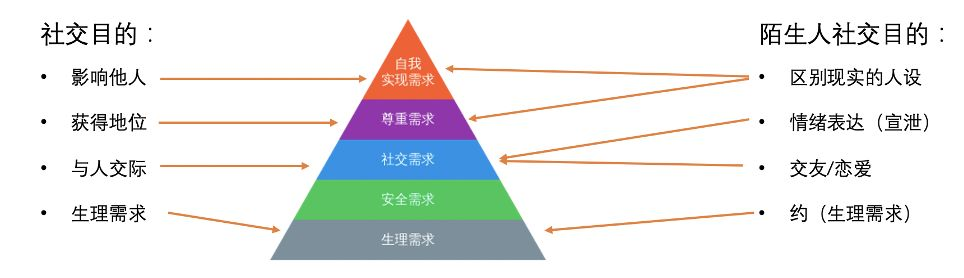 社交目的：
• 影响他人
• 获得地位
• 与人交际
• 生理需求
自我
实现需求
尊重需求
社交需求
安全需求
生理需求
陌生人社交目的：
• 区别现实的人设
• 情绪表达（宣泄）
• 交友/恋爱
• 约（生理需求）